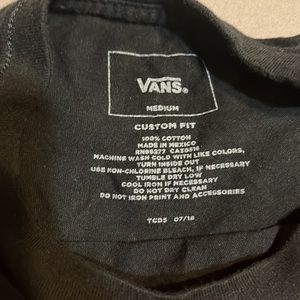 VANS.
MEDIUM
CUSTOM FIT
100% COTTON
MADE IN MEXICO
RN96277
MACHINE WASH COLD WITH LIKE COLORS,
TURN INSIDE OUT
USE NON-CHLORINE BLEACH, IF NECESSARY
TUMBLE DRY LOW
COOL IRON IF NECESSARY
DO NOT DRY CLEAN
DO NOT IRON PRINT AND ACCESSORIES
TCDS 07/18